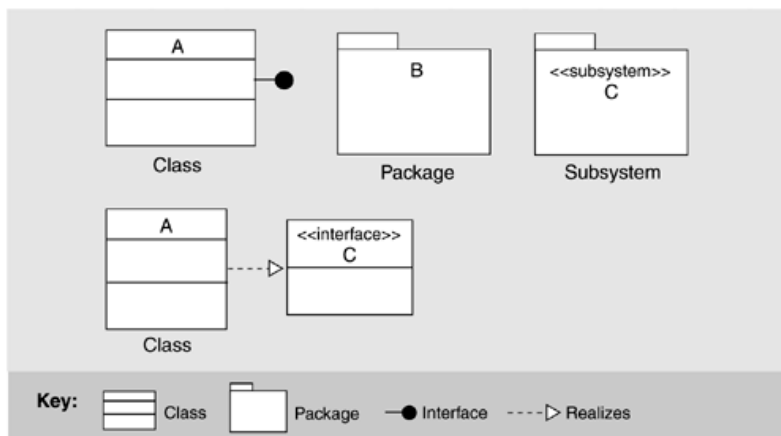 A
Class
B
Package
<<subsystem>>
C
Subsystem
A
Class
<<interface>>
C
Key:
Class
Package
Interface
Realizes